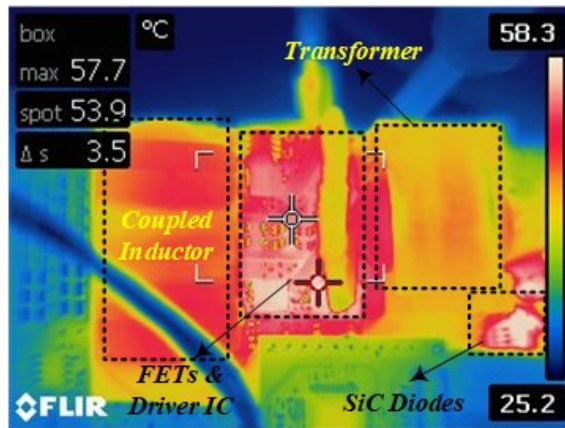 box
°C
58.3
max 57.7
spot 53.9
Δ s 3.5
Transformer
Coupled
Inductor
FETs &
Driver IC
SiC Diodes
FLIR
25.2